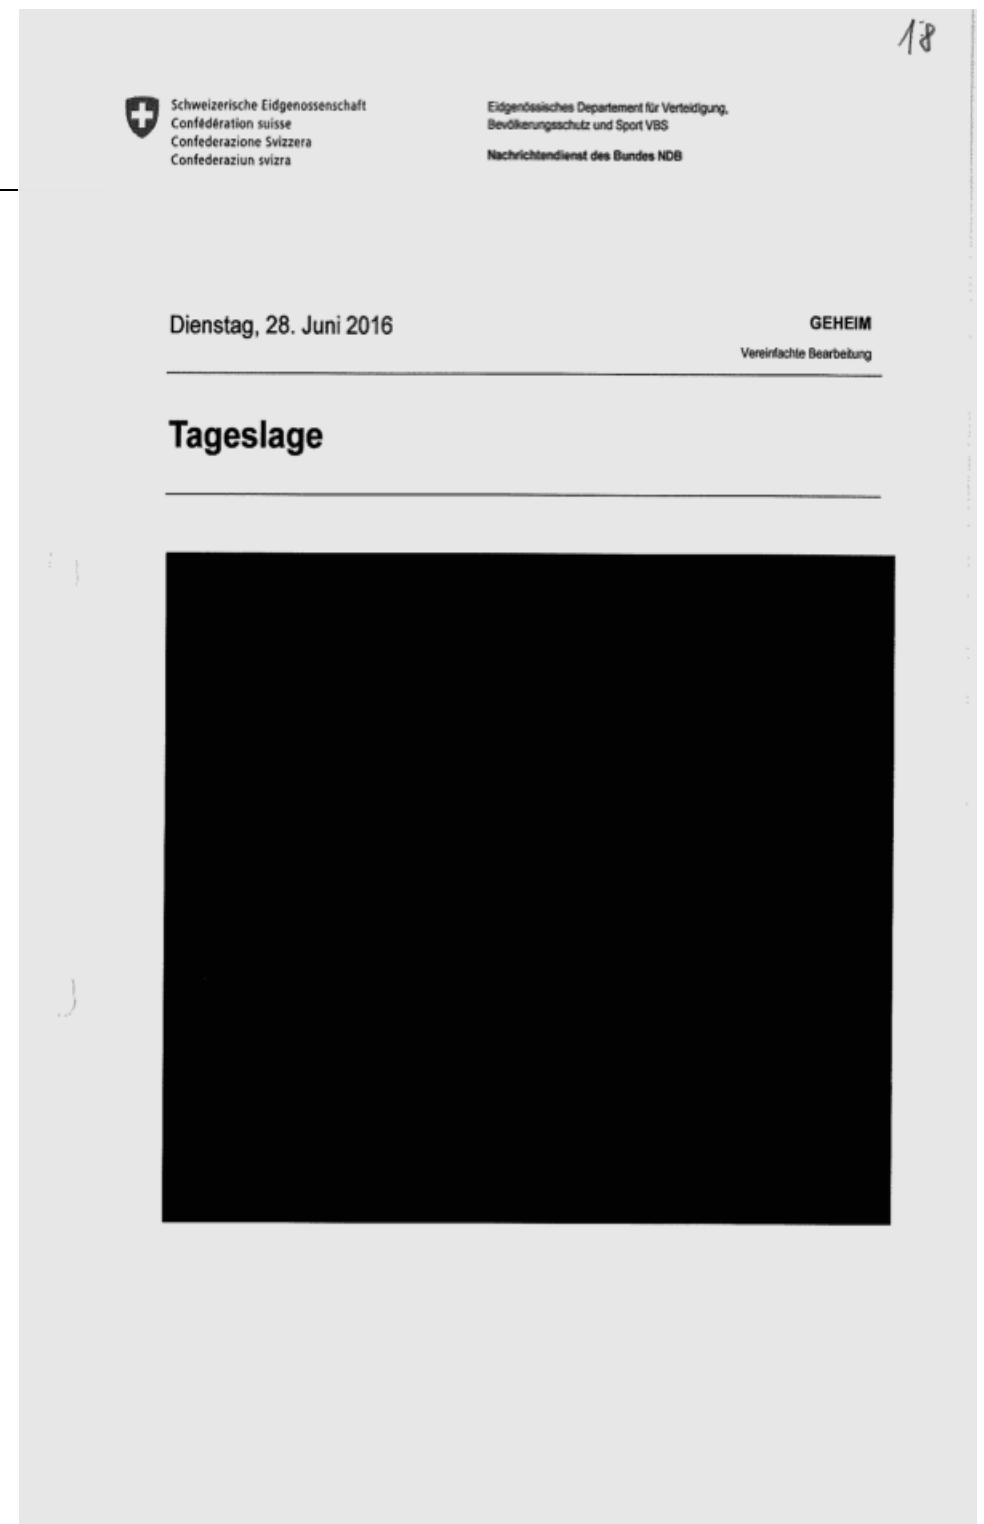 18
Schweizerische Eidgenossenschaft
Confédération suisse
Confederazione Svizzera
Confederaziun svizra
Eidgenössisches Departement für Verteidigung,
Bevölkerungsschutz und Sport VBS
Nachrichtendienst des Bundes NDB
Dienstag, 28. Juni 2016
GEHEIM
Vereinfachte Bearbeitung
Tageslage